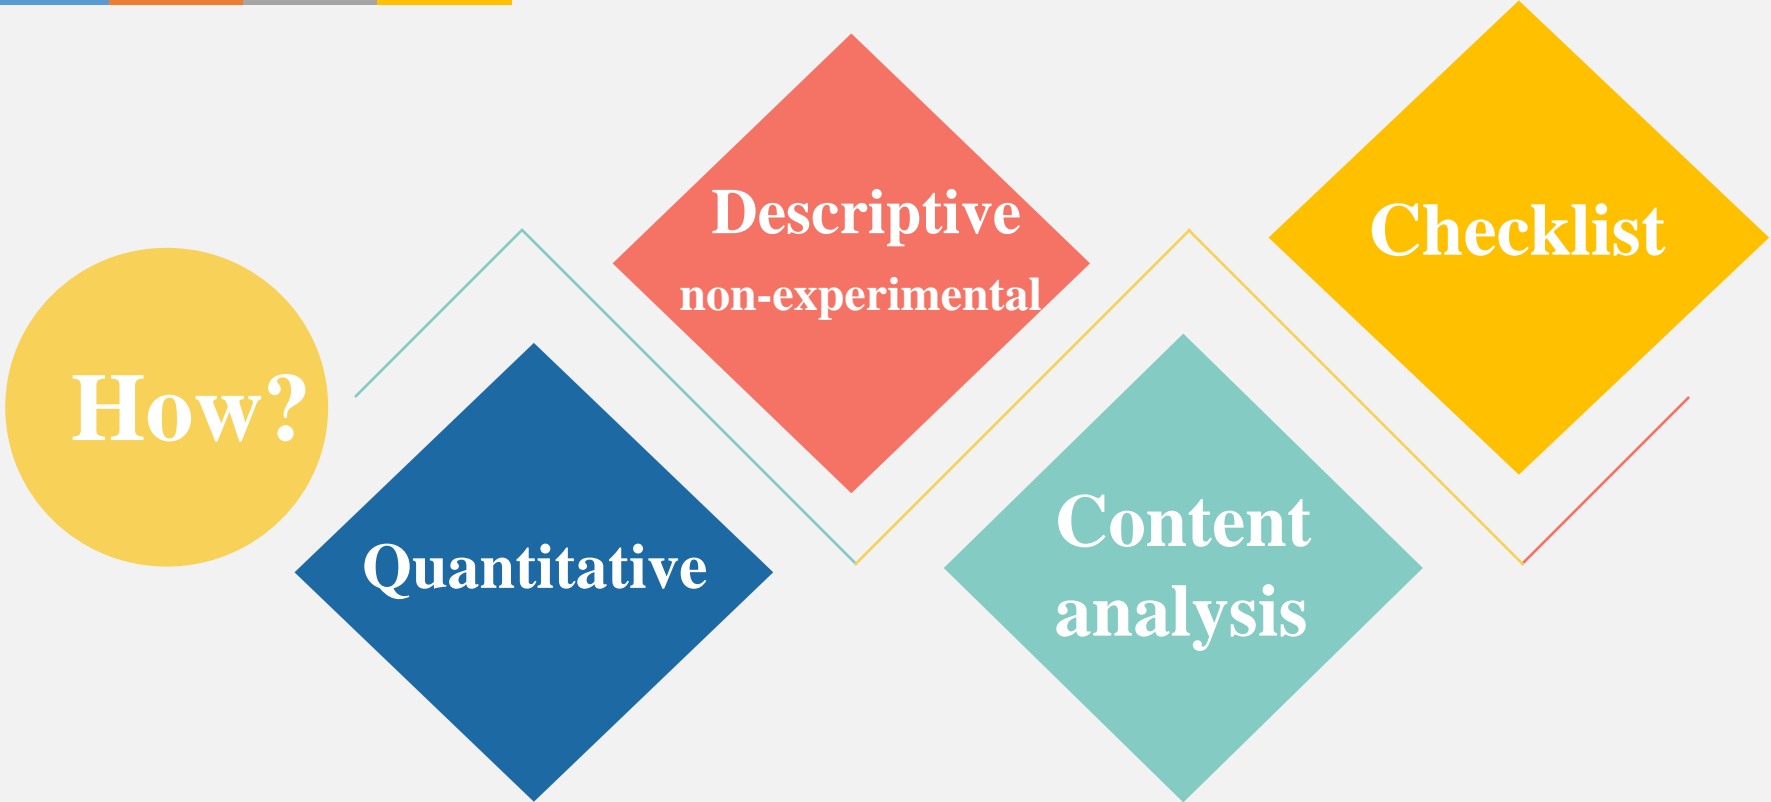 How?
Quantitative
Descriptive
non-experimental
Content
analysis
Checklist